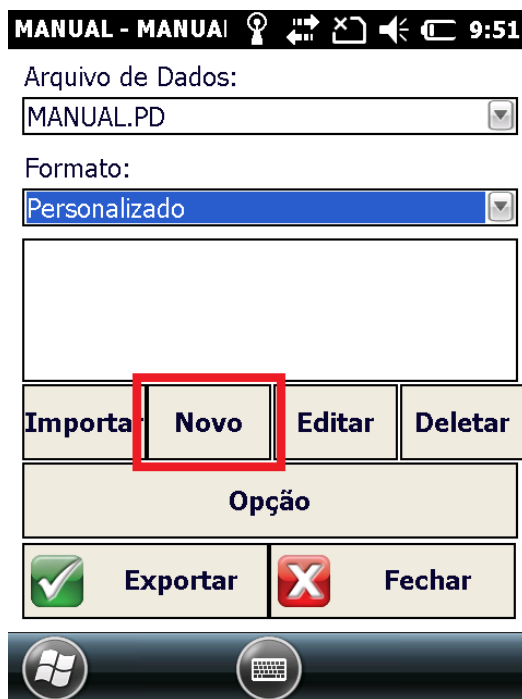 MANUAL - MANUAI 9:51
Arquivo de Dados:
MANUAL.PD
Formato:
Personalizado
Importar Novo Editar Deletar
Opção
Exportar Fechar